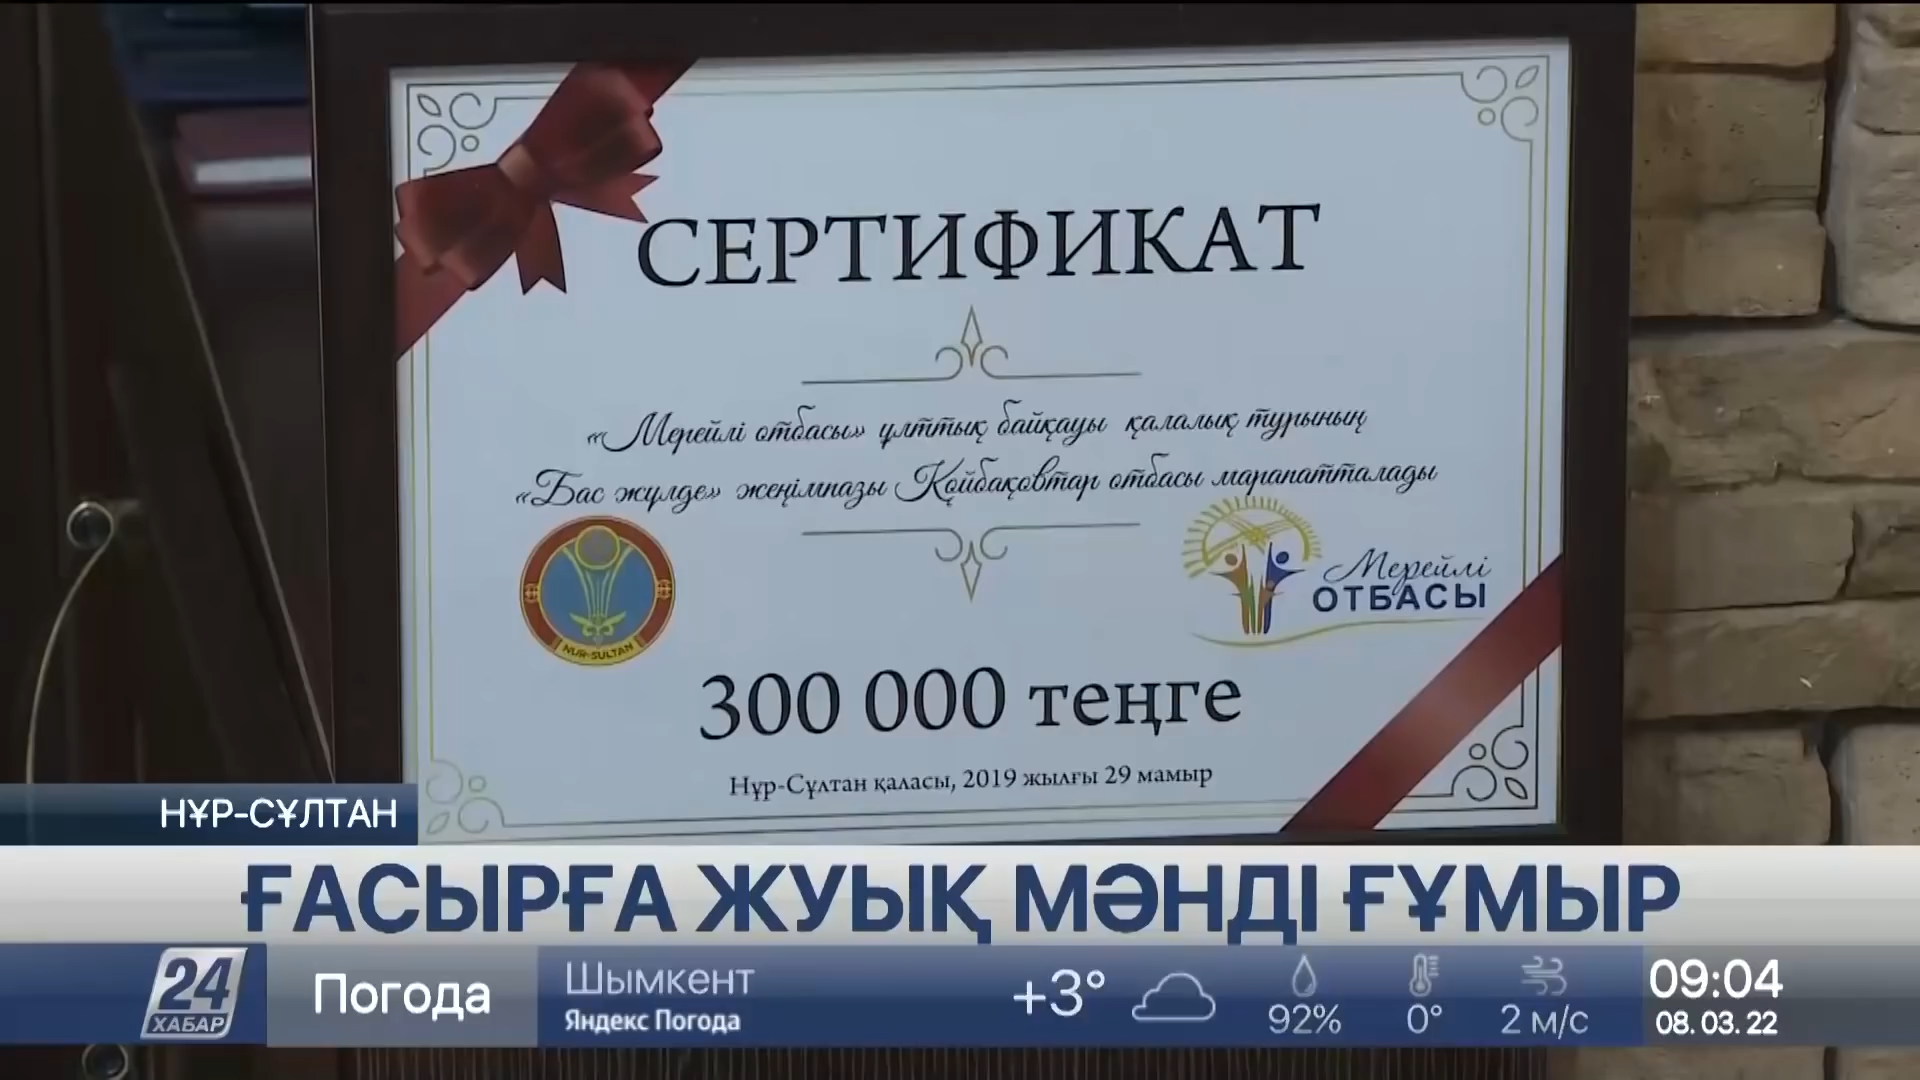 СЕРТИФИКАТ
«Мерейлі отбасы» ұлттық байқауы қалалық турының
«Бас жүлде» жеңімпазы Қойбақовтар отбасы марапатталады
NUR-SULTAN
Мерейлі
ОТБАСЫ
300 000 теңге
Нұр-Сұлтан қаласы, 2019 жылғы 29 мамыр
НҰР-СҰЛТАН
ҒАСЫРҒА ЖУЫҚ МӘНДІ ҒҰМЫР
24
ХАБАР
Погода
Шымкент
Яндекс Погода
+3°
92%
0°
2 м/с
09:04
08. 03. 22